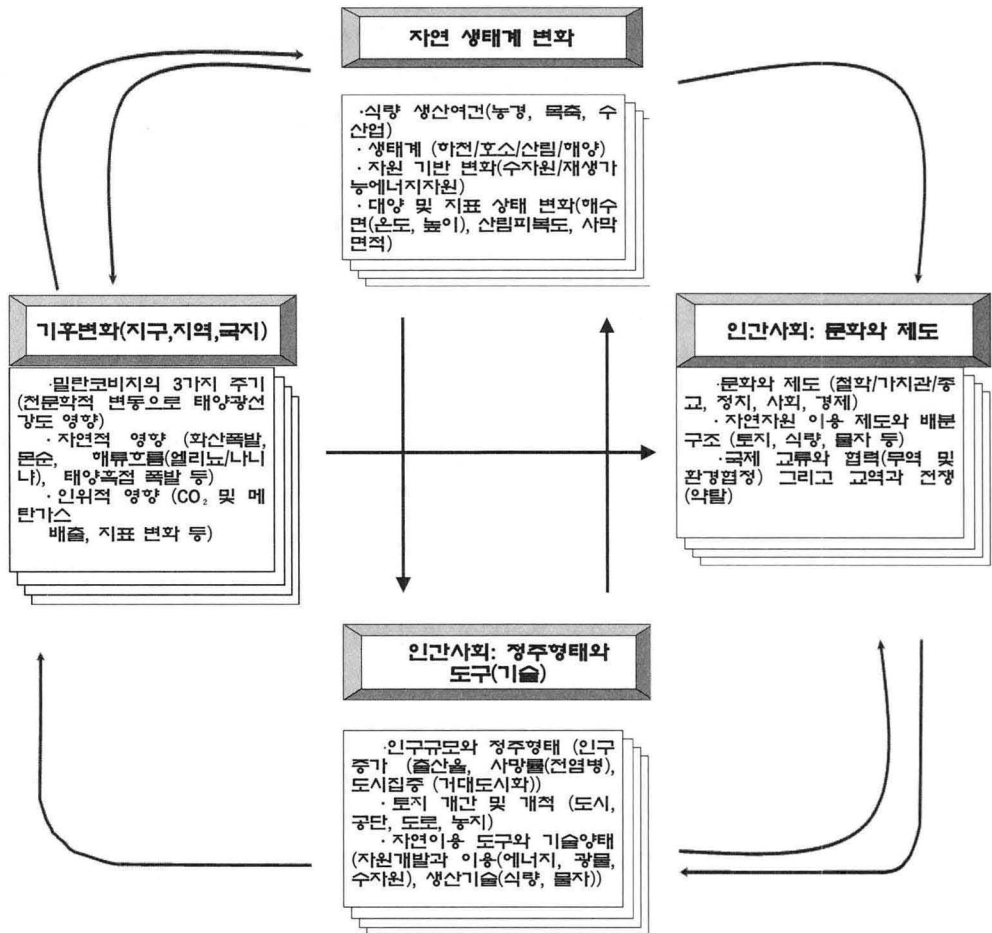 자연 생태계 변화
·식량 생산여건(농경, 목축, 수
산업)
· 생태계 (하천/호소/산림/해양)
· 자원 기반 변화(수자원/재생가
능에너지자원)
· 대양 및 지표 상태 변화(해수
면(온도, 높이), 산림피복도, 사막
면적)
기후변화(지구,지역,국지)
·밀란코비치의 3가지 주기
(천문학적 변동으로 태양광선
강도 영향)
· 자연적 영향 (화산폭발,
몬순, 해류흐름(엘리뇨/나니
냐), 태양흑점 폭발 등)
· 인위적 영향 (CO₂ 및 메
탄가스
배출, 지표 변화 등)
인간사회: 문화와 제도
·문화와 제도 (철학/가치관/종
교, 정치, 사회, 경제)
· 자연자원 이용 제도와 배분
구조 (토지, 식량, 물자 등)
· 국제 교류와 협력(무역 및
환경협정) 그리고 교역과 전쟁
(약탈)
인간사회: 정주형태와
도구(기술)
·인구규모와 정주형태 (인구
증가 (출산율, 사망률(전염병),
도시집중 (거대도시화))
· 토지 개간 및 개척 (도시,
공단, 도로, 농지)
· 자연이용 도구와 기술양태
(자원개발과 이용(에너지, 광물,
수자원), 생산기술(식량, 물자))